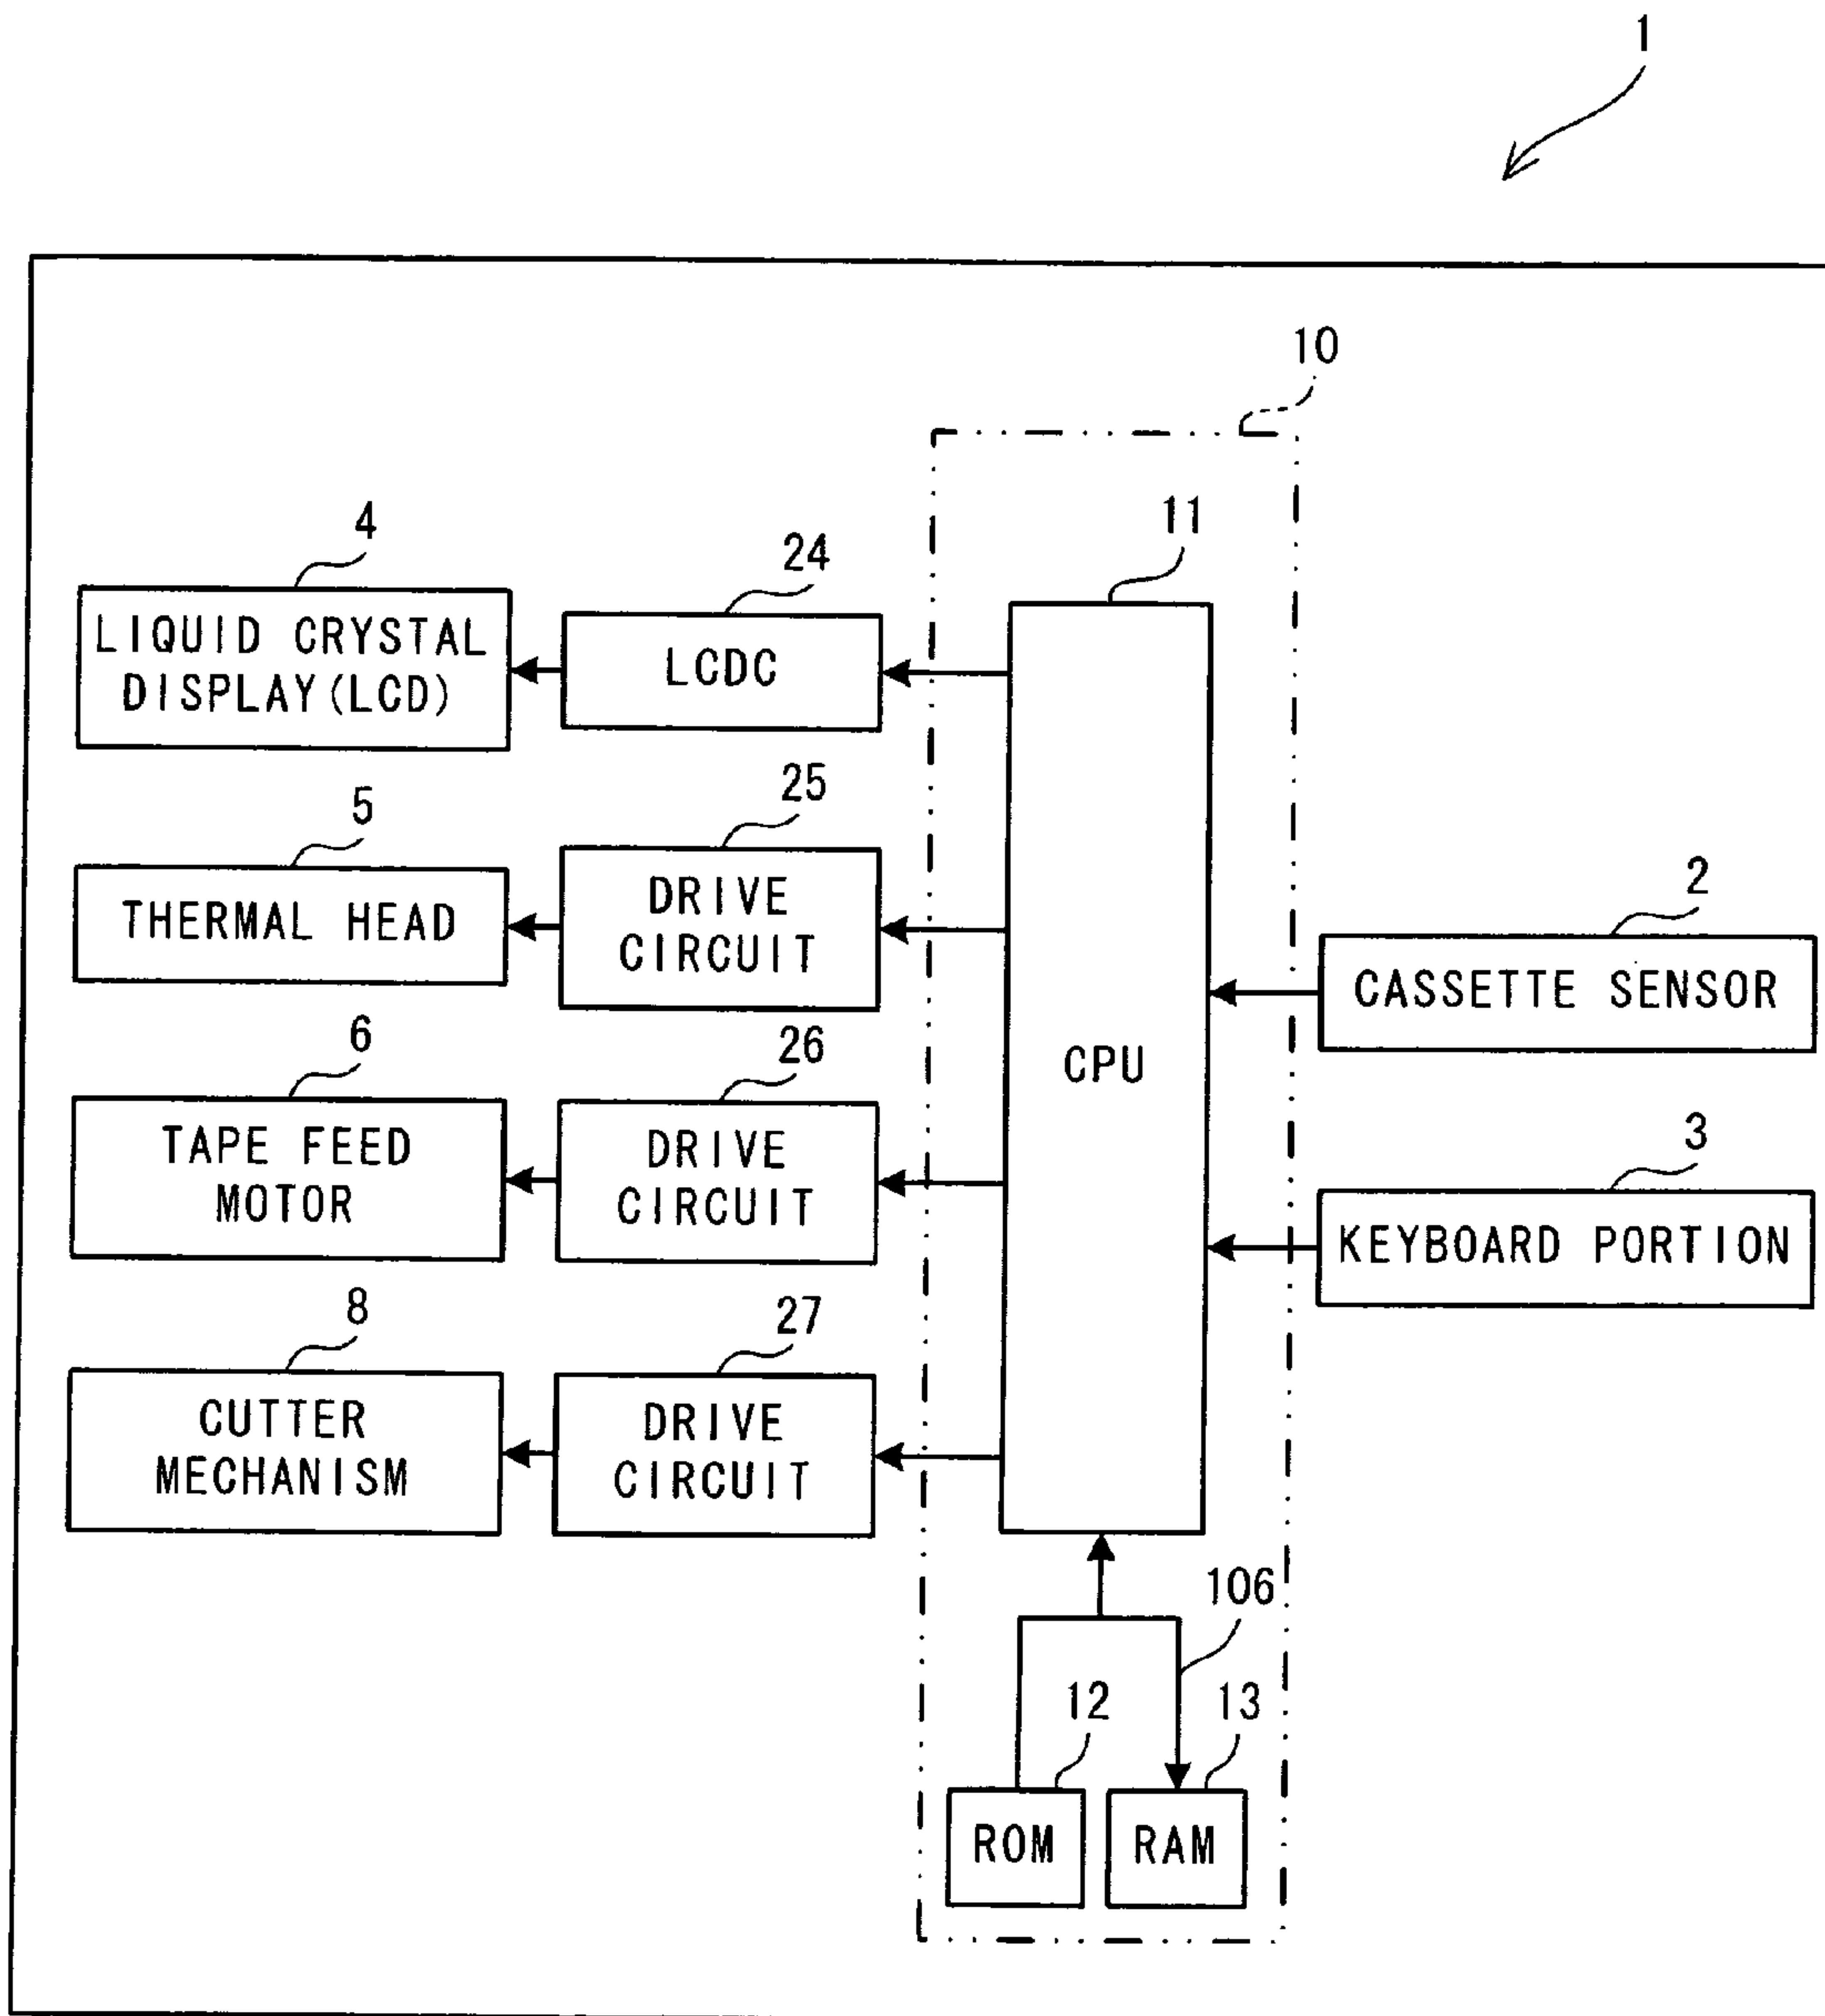 1
10
11
4
24
LIQUID CRYSTAL
DISPLAY(LCD)
LCDC
5
25
THERMAL HEAD
DRIVE
CIRCUIT
2
CASSETTE SENSOR
CPU
6
26
TAPE FEED
MOTOR
DRIVE
CIRCUIT
3
KEYBOARD PORTION
8
27
CUTTER
MECHANISM
DRIVE
CIRCUIT
106
12
13
ROM
RAM